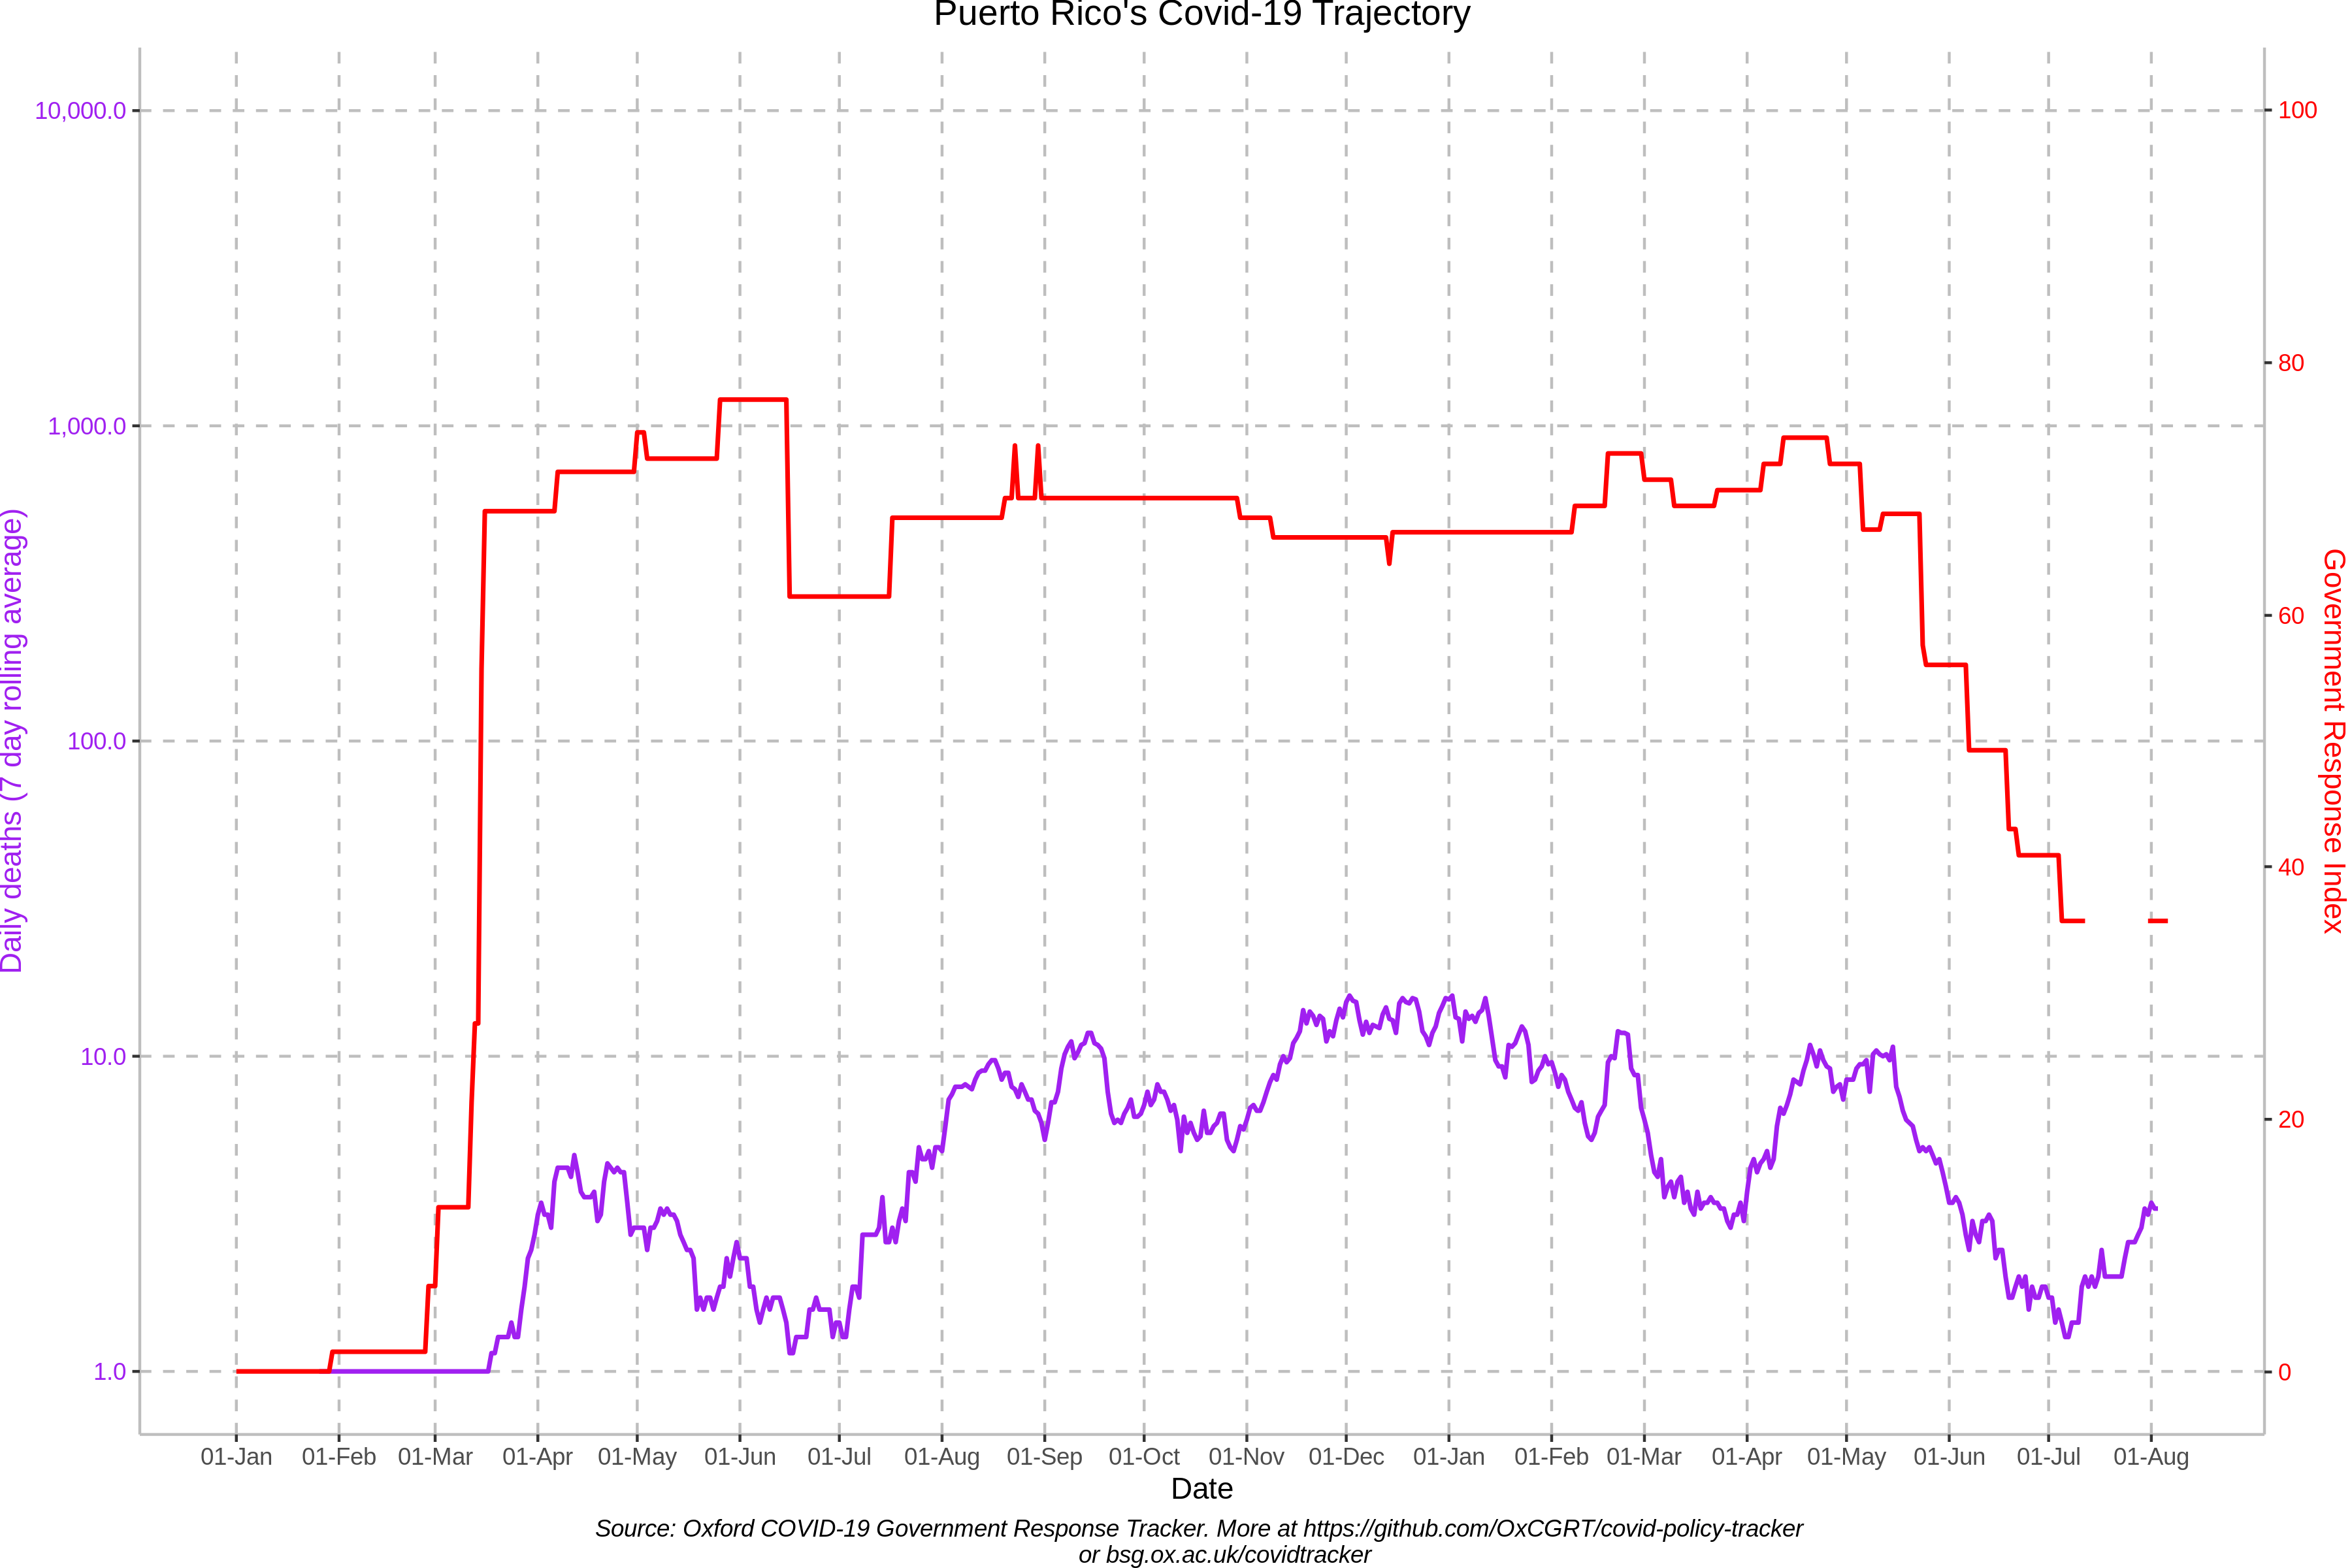 Puerto Rico's Covid-19 Trajectory
10,000.0
1,000.0
100.0
10.0
1.0
Daily deaths (7 day rolling average)
100
80
60
40
20
0
Government Response Index
01-Jan 01-Feb 01-Mar 01-Apr 01-May 01-Jun 01-Jul 01-Aug 01-Sep 01-Oct 01-Nov 01-Dec 01-Jan 01-Feb 01-Mar 01-Apr 01-May 01-Jun 01-Jul 01-Aug
Date
Source: Oxford COVID-19 Government Response Tracker. More at https://github.com/OxCGRT/covid-policy-tracker
or bsg.ox.ac.uk/covidtracker